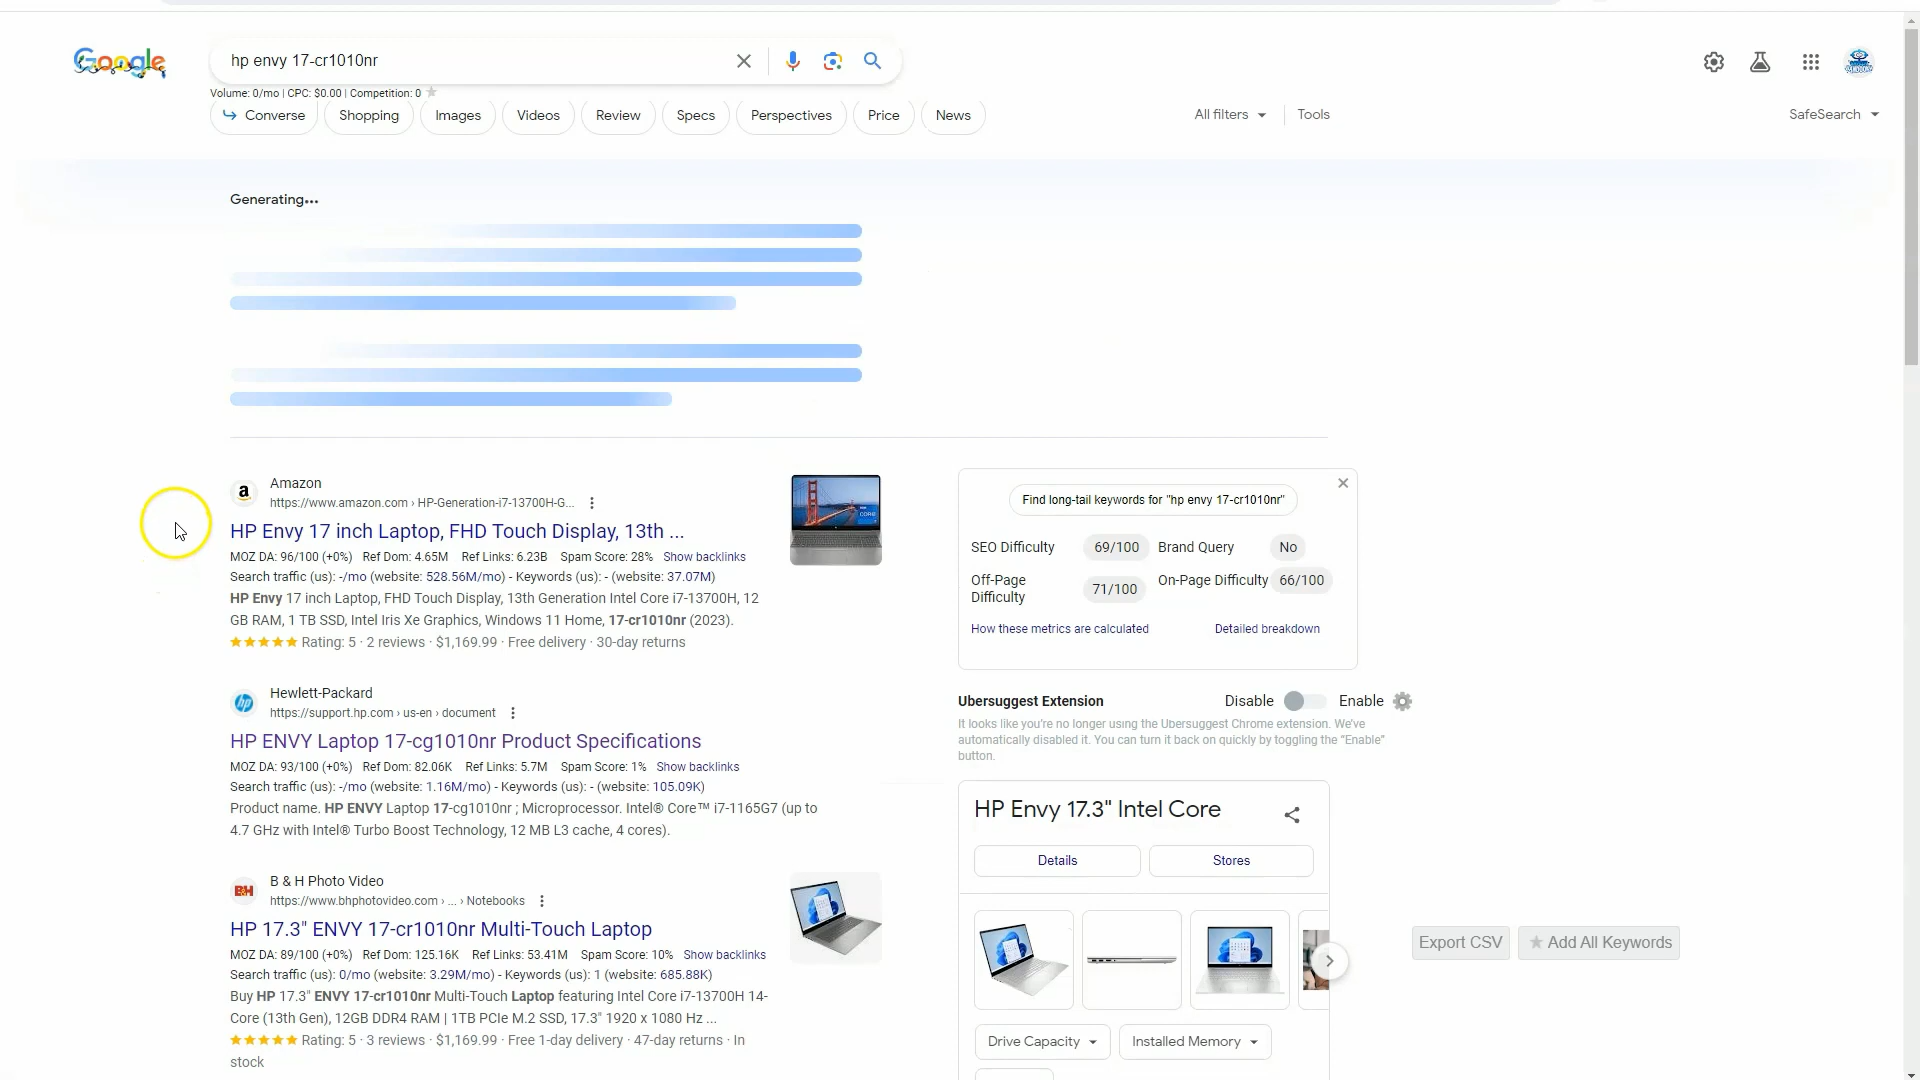 Google
hp envy 17-cr1010nr
Volume: 0/mo | CPC: $0.00 | Competition: 0
Converse
Shopping
Images
Videos
Review
Specs
Perspectives
Price
News
All filters
Tools
SafeSearch
Generating...
Amazon
https://www.amazon.com › HP-Generation-i7-13700H-G...
HP Envy 17 inch Laptop, FHD Touch Display, 13th ...
MOZ DA: 96/100 (+0%) Ref Dom: 4.65M Ref Links: 6.23B Spam Score: 28% Show backlinks
Search traffic (us): -/mo (website: 528.56M/mo) - Keywords (us): - (website: 37.07M)
HP Envy 17 inch Laptop, FHD Touch Display, 13th Generation Intel Core i7-13700H, 12
GB RAM, 1 TB SSD, Intel Iris Xe Graphics, Windows 11 Home, 17-cr1010nr (2023).
Rating: 5 · 2 reviews · $1,169.99 · Free delivery · 30-day returns
Hewlett-Packard
https://support.hp.com › us-en › document
HP ENVY Laptop 17-cg1010nr Product Specifications
MOZ DA: 93/100 (+0%) Ref Dom: 82.06K Ref Links: 5.7M Spam Score: 1% Show backlinks
Search traffic (us): -/mo (website: 1.16M/mo) - Keywords (us): - (website: 105.09K)
Product name. HP ENVY Laptop 17-cg1010nr ; Microprocessor. Intel® Core™ i7-1165G7 (up to
4.7 GHz with Intel® Turbo Boost Technology, 12 MB L3 cache, 4 cores).
B & H Photo Video
https://www.bhphotovideo.com › ... › Notebooks
HP 17.3" ENVY 17-cr1010nr Multi-Touch Laptop
MOZ DA: 89/100 (+0%) Ref Dom: 125.16K Ref Links: 53.41M Spam Score: 10% Show backlinks
Search traffic (us): 0/mo (website: 3.29M/mo) - Keywords (us): 1 (website: 685.88K)
Buy HP 17.3" ENVY 17-cr1010nr Multi-Touch Laptop featuring Intel Core i7-13700H 14-
Core (13th Gen), 12GB DDR4 RAM | 1TB PCIe M.2 SSD, 17.3" 1920 x 1080 Hz ...
Rating: 5 · 3 reviews · $1,169.99 · Free 1-day delivery · 47-day returns · In
stock
Find long-tail keywords for "hp envy 17-cr1010nr"
SEO Difficulty 69/100 Brand Query No
Off-Page
Difficulty 71/100 On-Page Difficulty 66/100
How these metrics are calculated
Detailed breakdown
Ubersuggest Extension
Disable
Enable
It looks like you're no longer using the Ubersuggest Chrome extension. We've
automatically disabled it. You can turn it back on quickly by toggling the "Enable"
button.
HP Envy 17.3" Intel Core
Details
Stores
Drive Capacity
Installed Memory
Export CSV
Add All Keywords